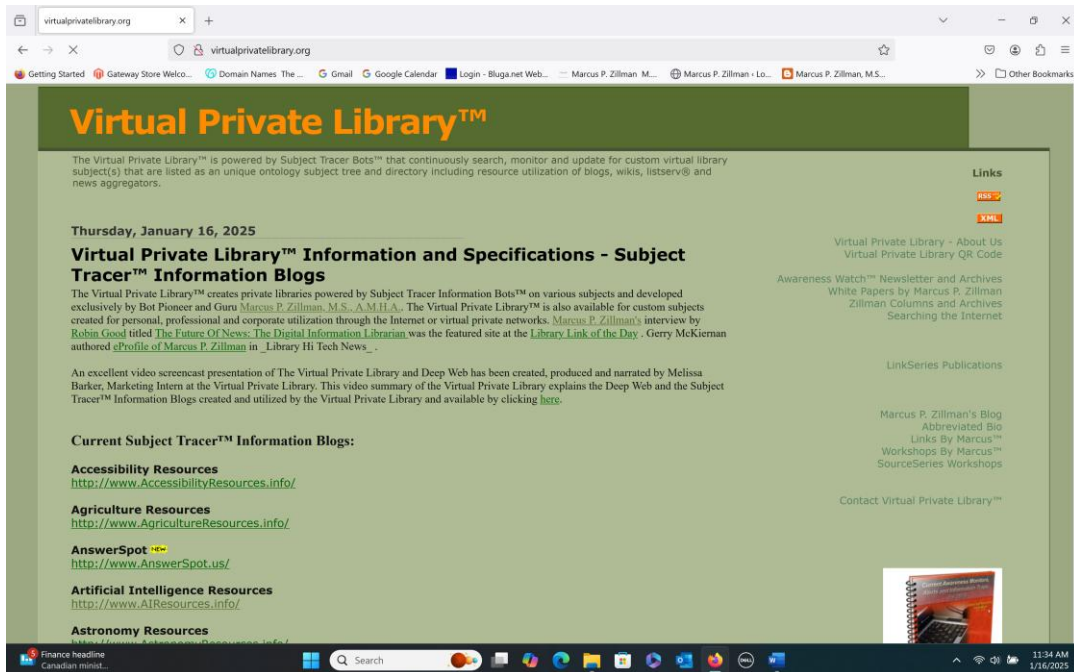 virtualprivatelibrary.org
virtualprivatelibrary.org
Getting Started Gateway Store Welco... Domain Names The ... Gmail Google Calendar Login - Bluga.net Web... Marcus P. Zillman M.... Marcus P. Zillman ‹ Lo... Marcus P. Zillman, M.S... Other Bookmarks
Virtual Private Library™
The Virtual Private Library™ is powered by Subject Tracer Bots™ that continuously search, monitor and update for custom virtual library
subject(s) that are listed as an unique ontology subject tree and directory including resource utilization of blogs, wikis, listserv® and
news aggregators.
Thursday, January 16, 2025
Virtual Private Library™ Information and Specifications - Subject
Tracer™ Information Blogs
The Virtual Private Library™ creates private libraries powered by Subject Tracer Information Bots™ on various subjects and developed
exclusively by Bot Pioneer and Guru Marcus P. Zillman, M.S., A.M.H.A.. The Virtual Private Library™ is also available for custom subjects
created for personal, professional and corporate utilization through the Internet or virtual private networks. Marcus P. Zillman's interview by
Robin Good titled The Future Of News: The Digital Information Librarian was the featured site at the Library Link of the Day . Gerry McKiernan
authored eProfile of Marcus P. Zillman in _Library Hi Tech News_ .
An excellent video screencast presentation of The Virtual Private Library and Deep Web has been created, produced and narrated by Melissa
Barker, Marketing Intern at the Virtual Private Library. This video summary of the Virtual Private Library explains the Deep Web and the Subject
Tracer™ Information Blogs created and utilized by the Virtual Private Library and available by clicking here.
Current Subject Tracer™ Information Blogs:
Accessibility Resources
http://www.AccessibilityResources.info/
Agriculture Resources
http://www.AgricultureResources.info/
AnswerSpot NEW
http://www.AnswerSpot.us/
Artificial Intelligence Resources
http://www.AIResources.info/
Astronomy Resources
Links
RSS
XML
Virtual Private Library - About Us
Virtual Private Library QR Code
Awareness Watch™ Newsletter and Archives
White Papers by Marcus P. Zillman
Zillman Columns and Archives
Searching the Internet
LinkSeries Publications
Marcus P. Zillman's Blog
Abbreviated Bio
Links By Marcus™
Workshops By Marcus™
SourceSeries Workshops
Contact Virtual Private Library™
5
Finance headline
Canadian minist...
Search
DELL
11:34 AM
1/16/2025